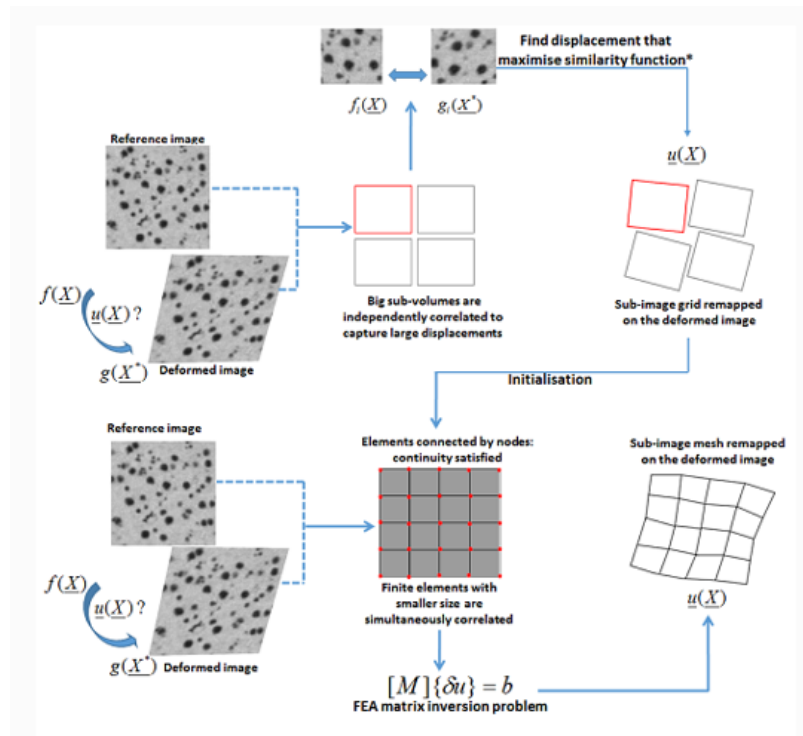 Find displacement that
maximise similarity function*
f_i(X) g_i(X*)
u(X)
Reference image
f(X)
u(X)?
g(X*)
Deformed image
Big sub-volumes are
independently correlated to
capture large displacements
Sub-image grid remapped
on the deformed image
Initialisation
Reference image
Elements connected by nodes:
continuity satisfied
Sub-image mesh remapped
on the deformed image
f(X)
u(X)?
g(X*)
Deformed image
Finite elements with
smaller size are
simultaneously correlated
u(X)
[M]{δu} = b
FEA matrix inversion problem